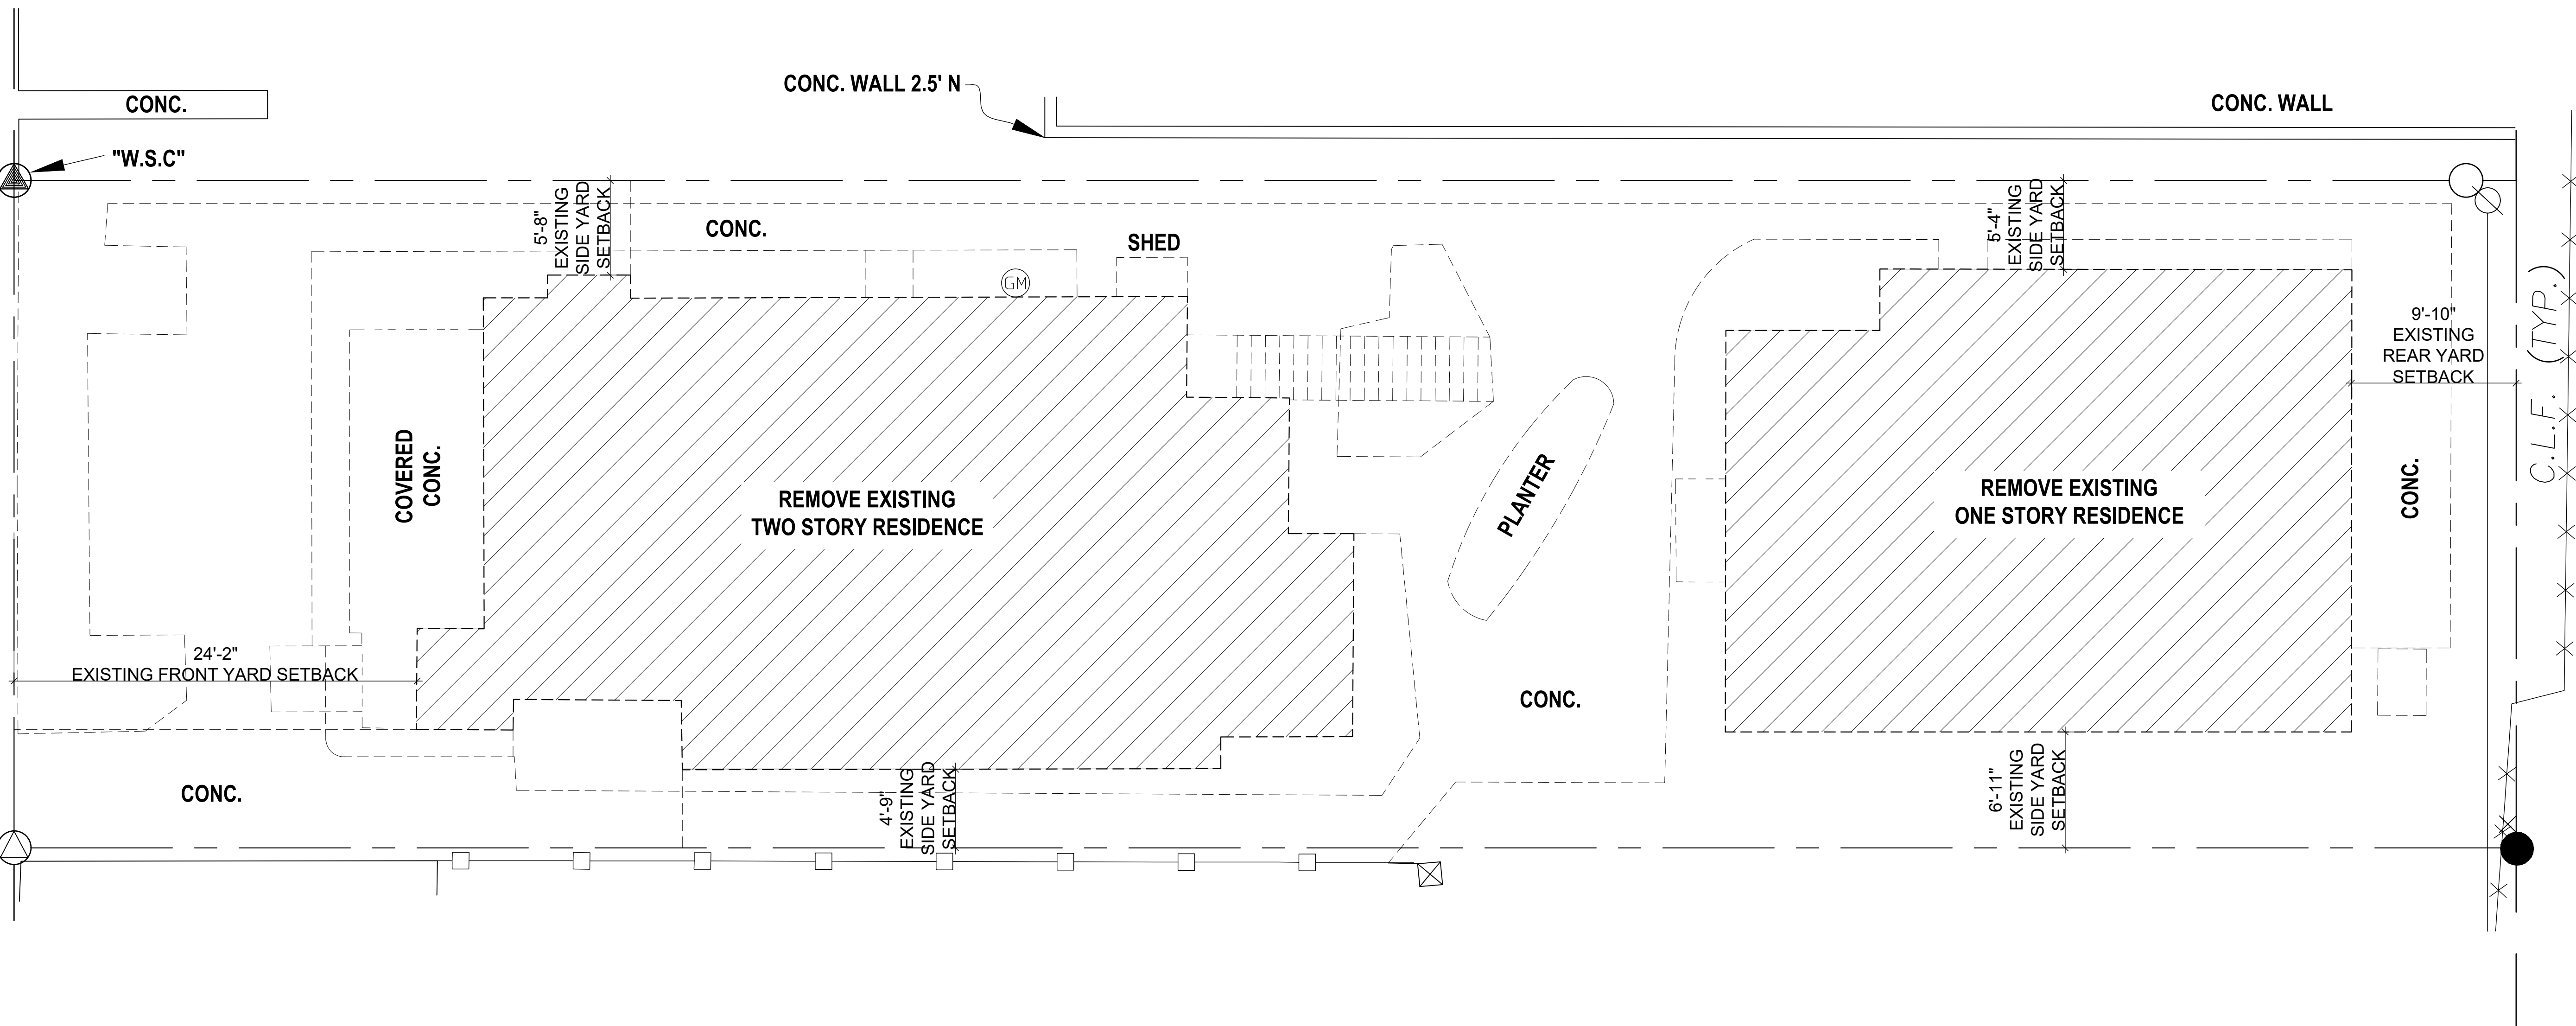 CONC. WALL 2.5' N
CONC. WALL
CONC.
"W.S.C"
5'-8"
EXISTING
SIDE YARD
SETBACK
CONC.
SHED
GM
5'-4"
EXISTING
SIDE YARD
SETBACK
9'-10"
EXISTING
REAR YARD
SETBACK
C.L.F. (TYP.)
COVERED
CONC.
REMOVE EXISTING
TWO STORY RESIDENCE
PLANTER
REMOVE EXISTING
ONE STORY RESIDENCE
CONC.
24'-2"
EXISTING FRONT YARD SETBACK
CONC.
CONC.
4'-9"
EXISTING
SIDE YARD
SETBACK
6'-11"
EXISTING
SIDE YARD
SETBACK